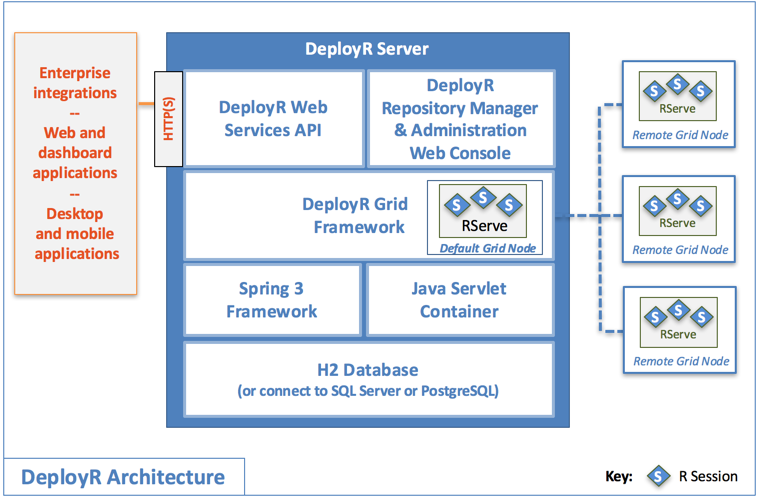 DeployR Server
Enterprise
integrations
--
Web and
dashboard
applications
--
Desktop
and mobile
applications
HTTP(S)
DeployR Web
Services API
DeployR
Repository Manager
& Administration
Web Console
DeployR Grid
Framework
S S S
RServe
Default Grid Node
Spring 3
Framework
Java Servlet
Container
H2 Database
(or connect to SQL Server or PostgreSQL)
S S S
RServe
Remote Grid Node
S S S
RServe
Remote Grid Node
S S S
RServe
Remote Grid Node
DeployR Architecture
Key: S R Session